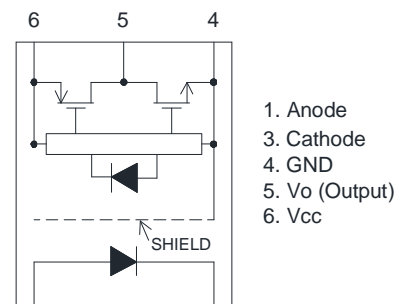 6 5 4
1. Anode
3. Cathode
4. GND
5. Vo (Output)
6. Vcc
SHIELD